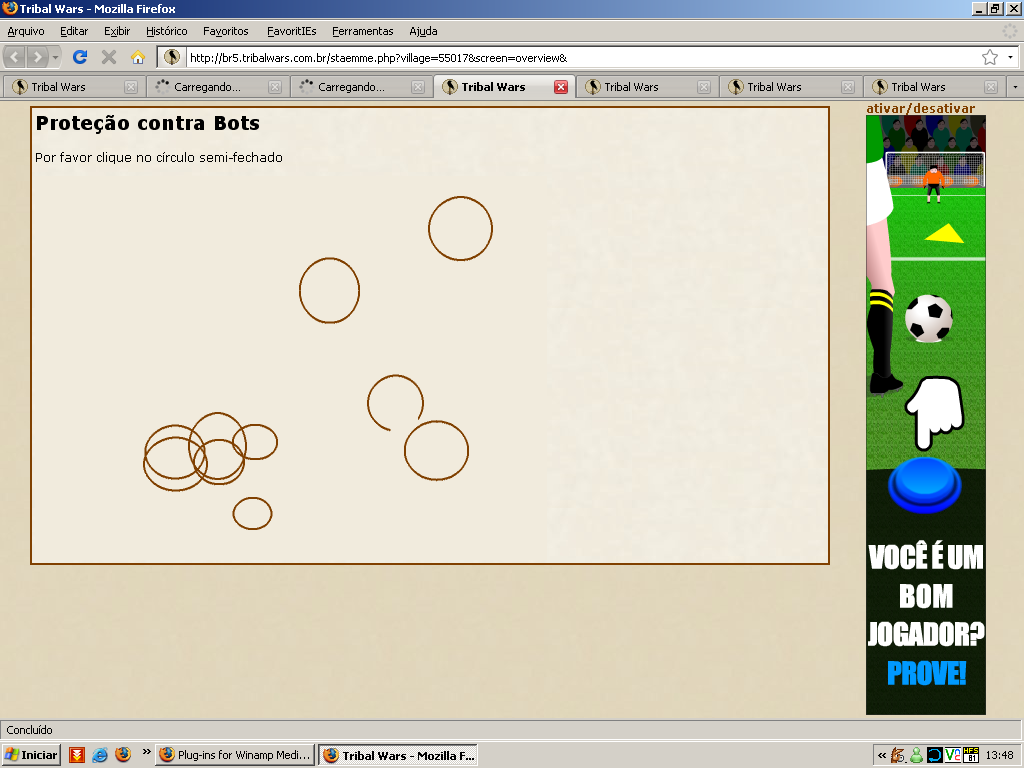 Tribal Wars - Mozilla Firefox
Arquivo Editar Exibir Histórico Favoritos FavoritIEs Ferramentas Ajuda
http://br5.tribalwars.com.br/staemme.php?village=55017&screen=overview&
Tribal Wars Carregando... Carregando... Tribal Wars Tribal Wars Tribal Wars Tribal Wars
ativar/desativar
Proteção contra Bots
Por favor clique no círculo semi-fechado
VOCÊ É UM
BOM
JOGADOR?
PROVE!
Concluído
Iniciar » Plug-ins for Winamp Medi... Tribal Wars - Mozilla F... « HFS 81 13:48